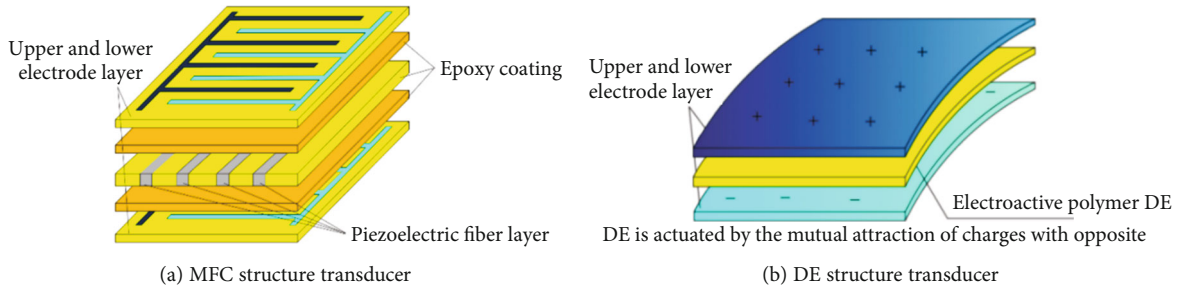 Upper and lower
electrode layer
Epoxy coating
Piezoelectric fiber layer
(a) MFC structure transducer
+ + +
+ + +
+ + +
Upper and lower
electrode layer
-
- - -
Electroactive polymer DE
DE is actuated by the mutual attraction of charges with opposite
(b) DE structure transducer